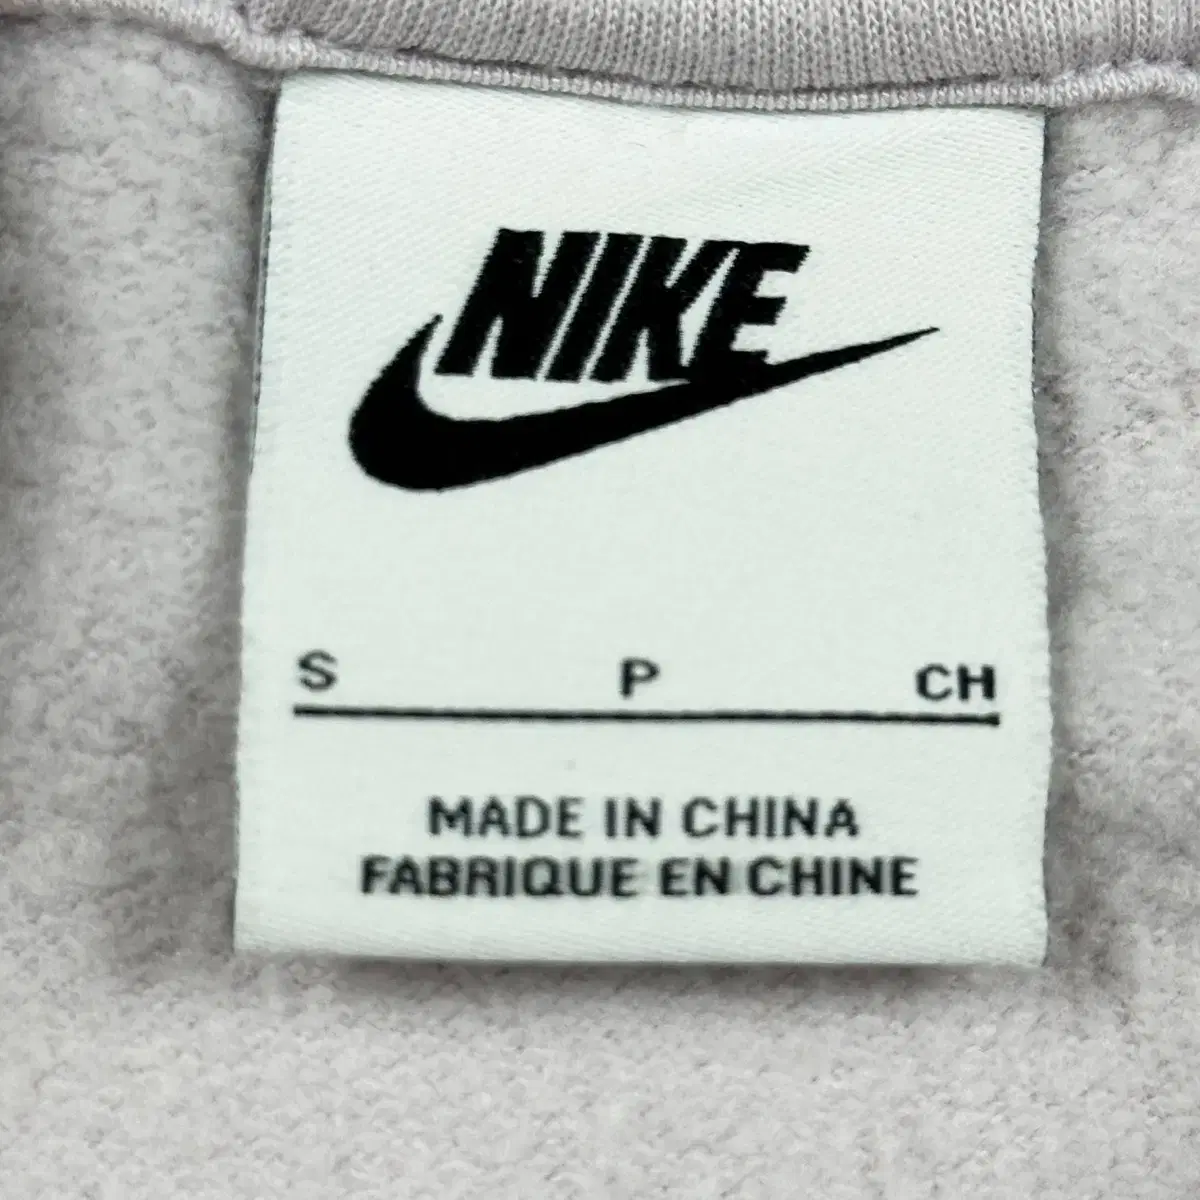 NIKE
S P CH
MADE IN CHINA
FABRIQUE EN CHINE